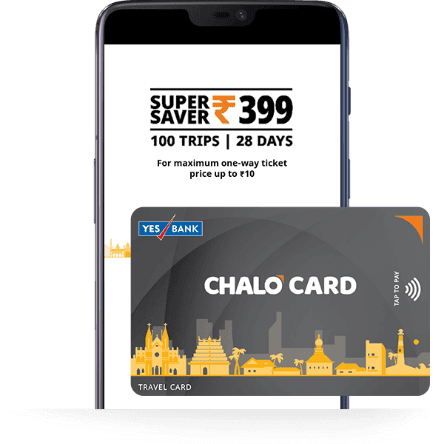 SUPER SAVER ₹399
100 TRIPS | 28 DAYS
For maximum one-way ticket
price up to ₹10
YES BANK
CHALO CARD
TAP TO PAY
TRAVEL CARD